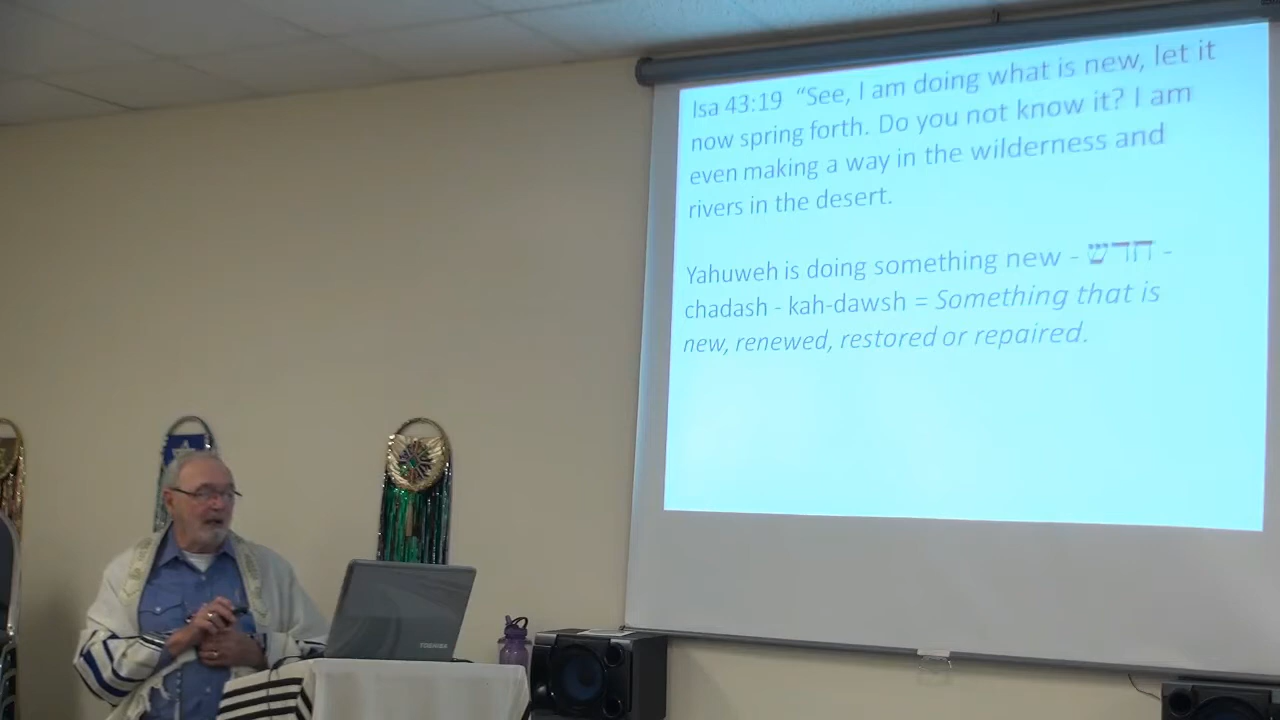 Isa 43:19 “See, I am doing what is new, let it
now spring forth. Do you not know it? I am
even making a way in the wilderness and
rivers in the desert.
Yahuweh is doing something new - חדש -
chadash - kah-dawsh = Something that is
new, renewed, restored or repaired.
TOSHIBA